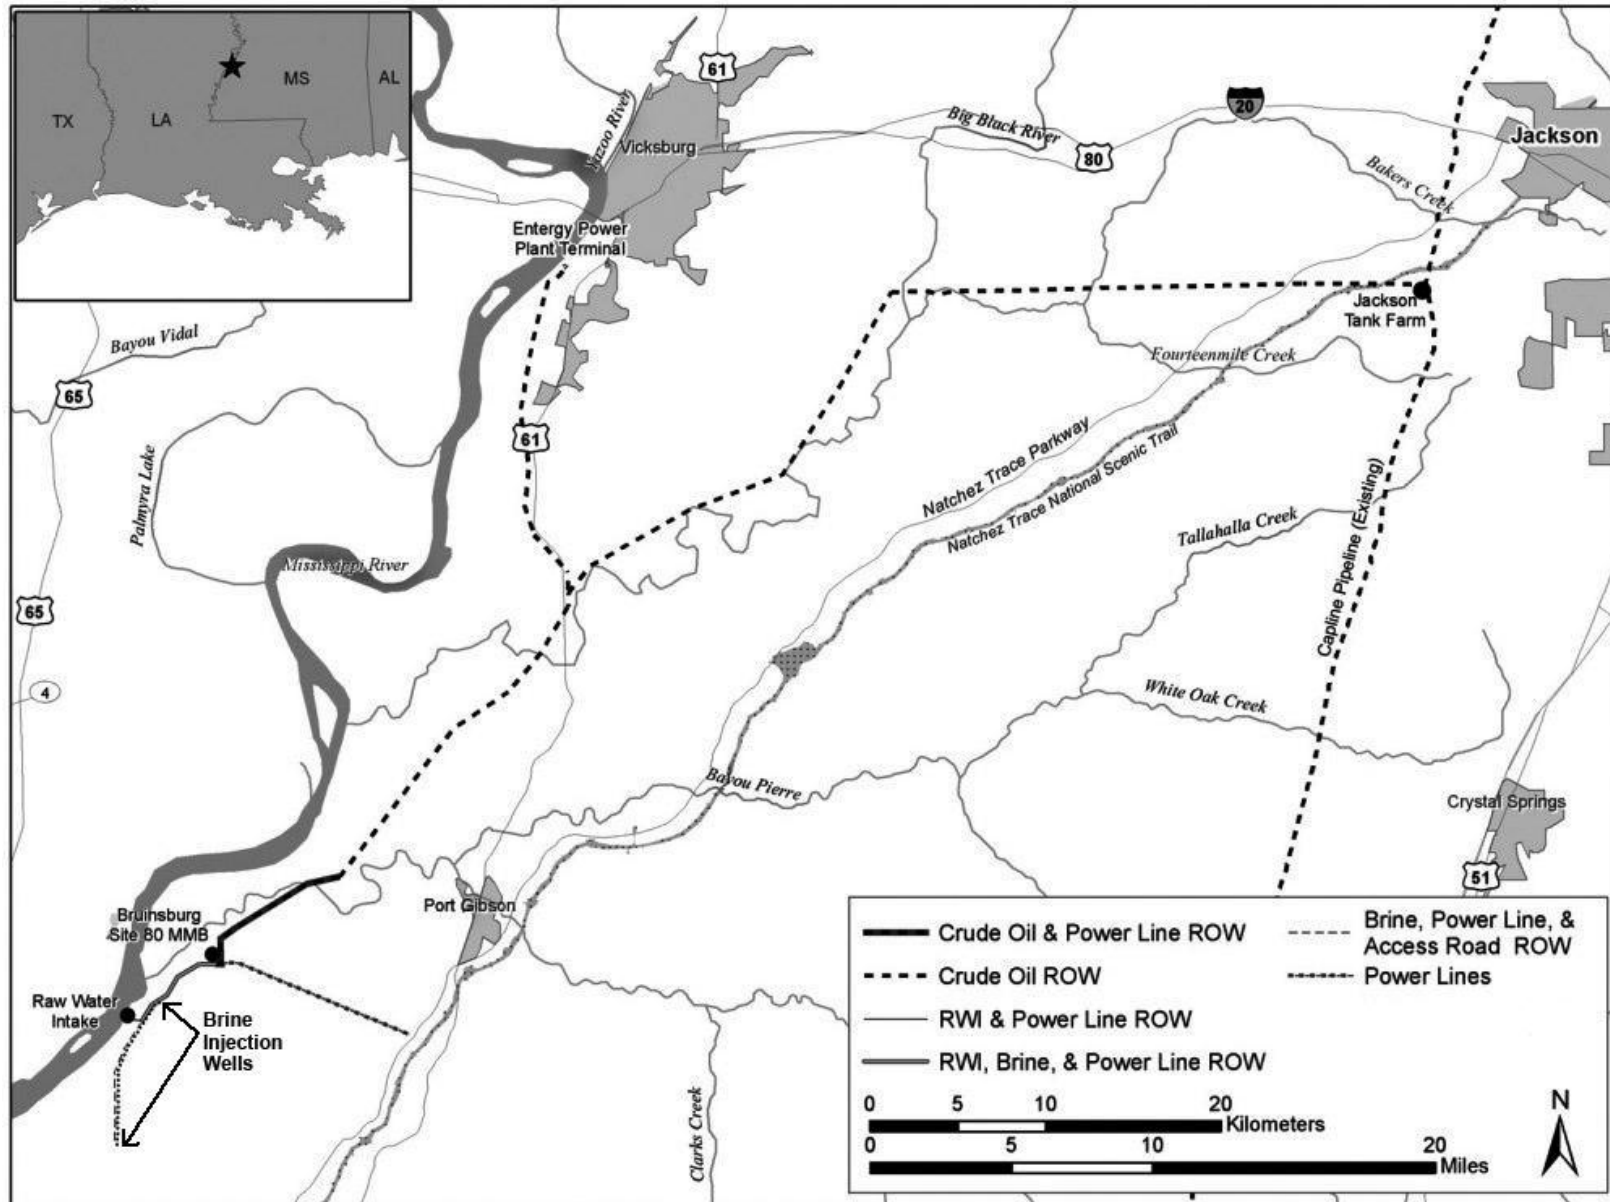 TX
LA
MS
AL
61
Yazoo River
Vicksburg
Big Black River
20
80
Jackson
Bakers Creek
Entergy Power
Plant Terminal
Bayou Vidal
65
Jackson
Tank Farm
Fourteenmile Creek
61
Palmyra Lake
Natchez Trace Parkway
Natchez Trace National Scenic Trail
Mississippi River
Tallahalla Creek
Capline Pipeline (Existing)
65
4
White Oak Creek
Bayou Pierre
Crystal Springs
51
Port Gibson
Bruinsburg
Site 80 MMB
Raw Water
Intake
Brine
Injection
Wells
Clarks Creek
Crude Oil & Power Line ROW
Crude Oil ROW
RWI & Power Line ROW
RWI, Brine, & Power Line ROW
Brine, Power Line, &
Access Road ROW
Power Lines
0 5 10 20
Kilometers
0 5 10 20
Miles
N